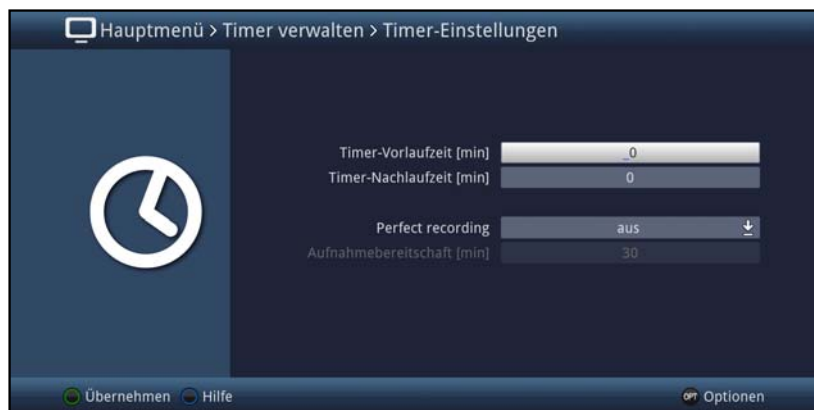 Hauptmenü > Timer verwalten > Timer-Einstellungen
Timer-Vorlaufzeit [min] _0
Timer-Nachlaufzeit [min] 0
Perfect recording aus
Aufnahmebereitschaft [min] 30
Übernehmen Hilfe OPT Optionen